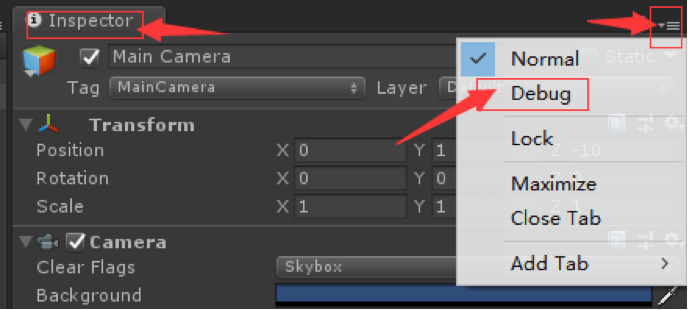 Inspector
Main Camera
Static
Tag MainCamera Layer
Normal
Debug
Lock
Maximize
Close Tab
Add Tab
Transform
Position X 0 Y 1 Z -10
Rotation X 0 Y 0
Scale X 1 Y 1
Camera
Clear Flags Skybox
Background